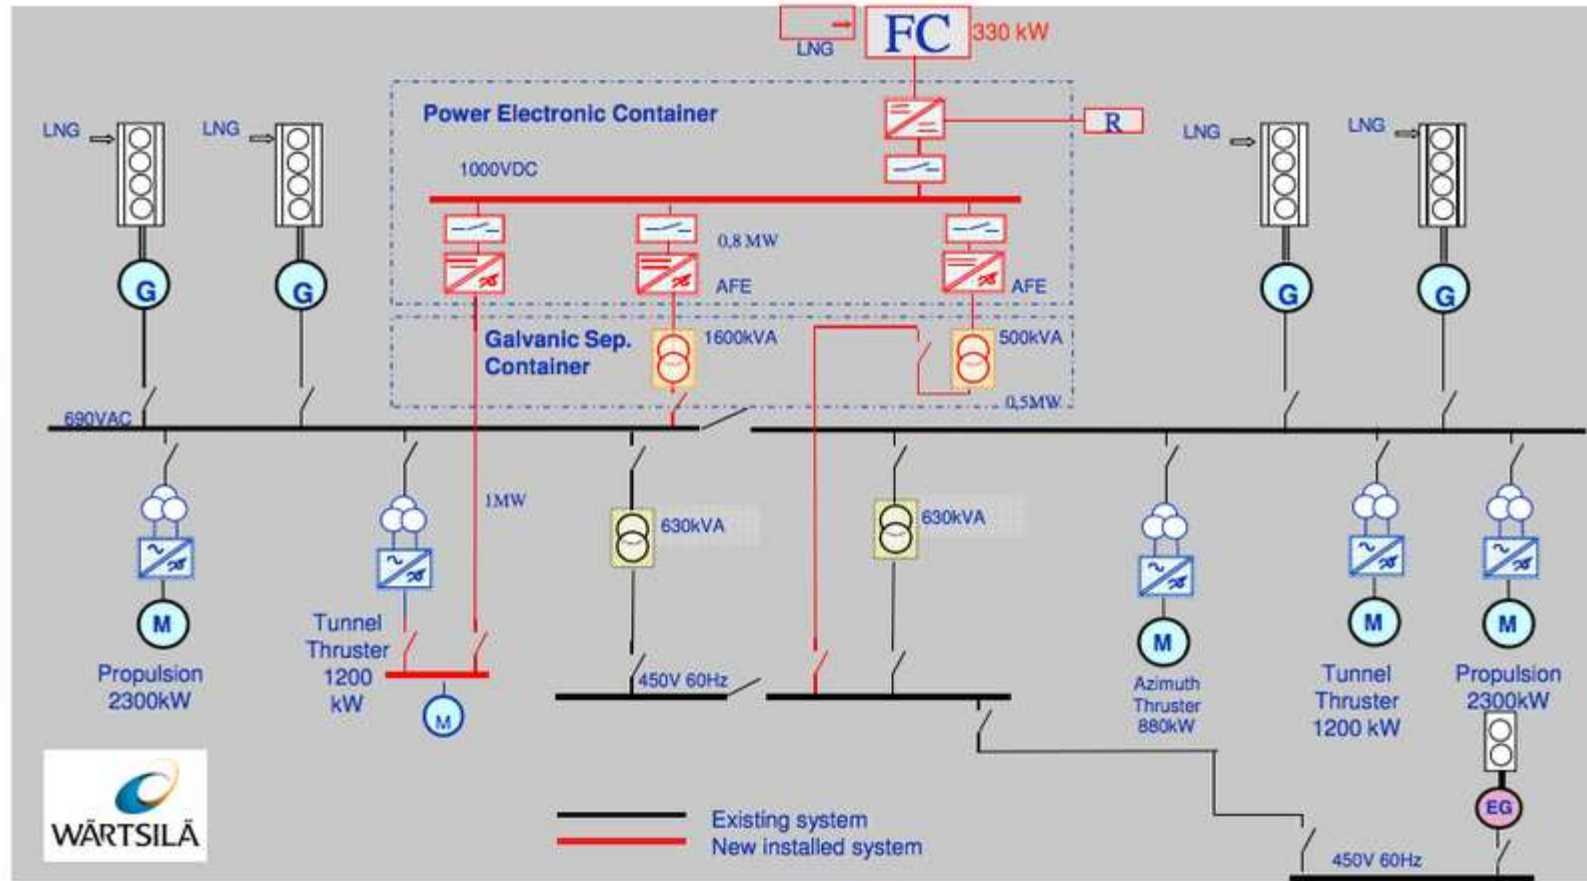 FC
330 kW
LNG
Power Electronic Container
R
LNG
LNG
LNG
LNG
1000VDC
0,8 MW
AFE
AFE
G
G
G
G
Galvanic Sep.
Container
1600kVA
500kVA
0,5MW
690VAC
1MW
630kVA
630kVA
M
Propulsion
2300kW
Tunnel
Thruster
1200
kW
M
450V 60Hz
M
Azimuth
Thruster
880kW
M
Tunnel
Thruster
1200 kW
M
Propulsion
2300kW
EG
450V 60Hz
WÄRTSILÄ
Existing system
New installed system